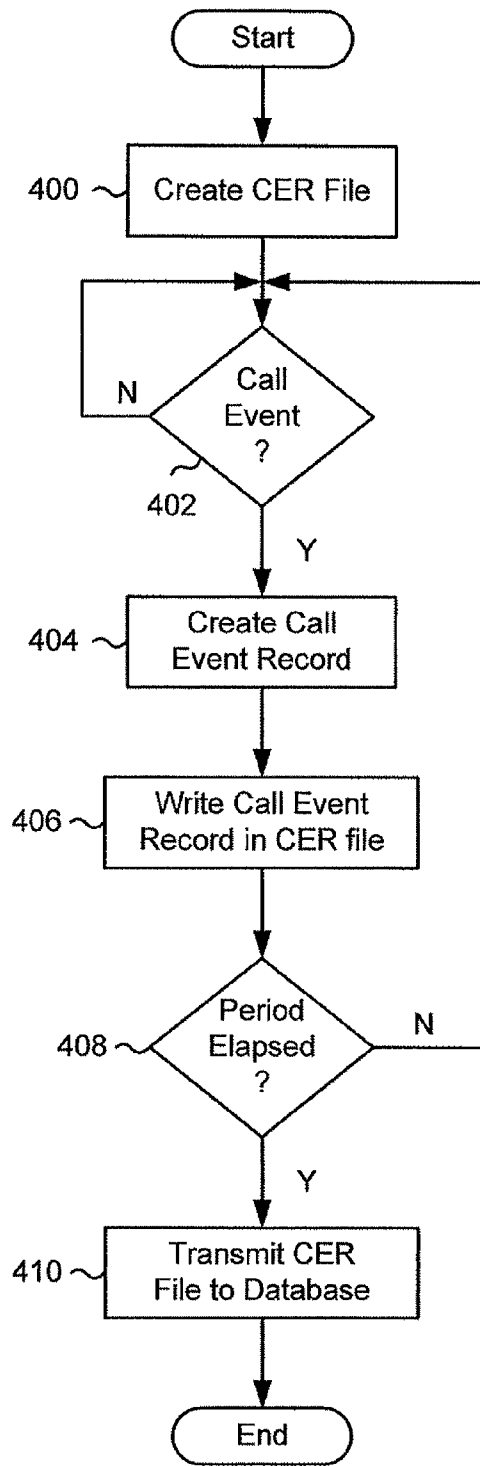 Start
400
Create CER File
Call
Event
?
N
402
Y
404
Create Call
Event Record
406
Write Call Event
Record in CER file
408
Period
Elapsed
?
N
Y
410
Transmit CER
File to Database
End